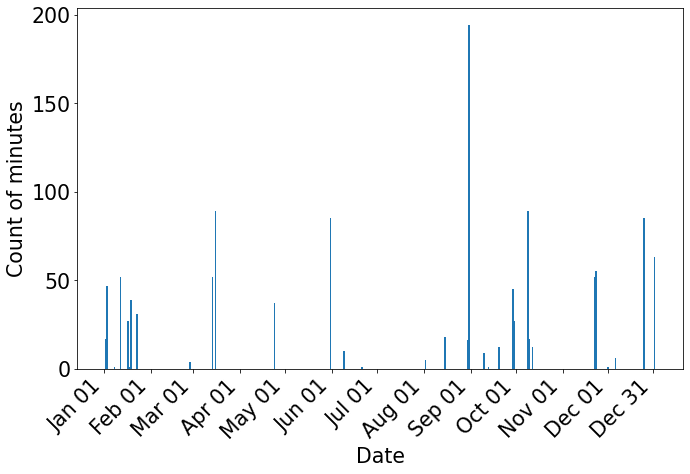 200
150
100
50
0
Count of minutes
Jan 01
Feb 01
Mar 01
Apr 01
May 01
Jun 01
Jul 01
Aug 01
Sep 01
Oct 01
Nov 01
Dec 01
Dec 31
Date